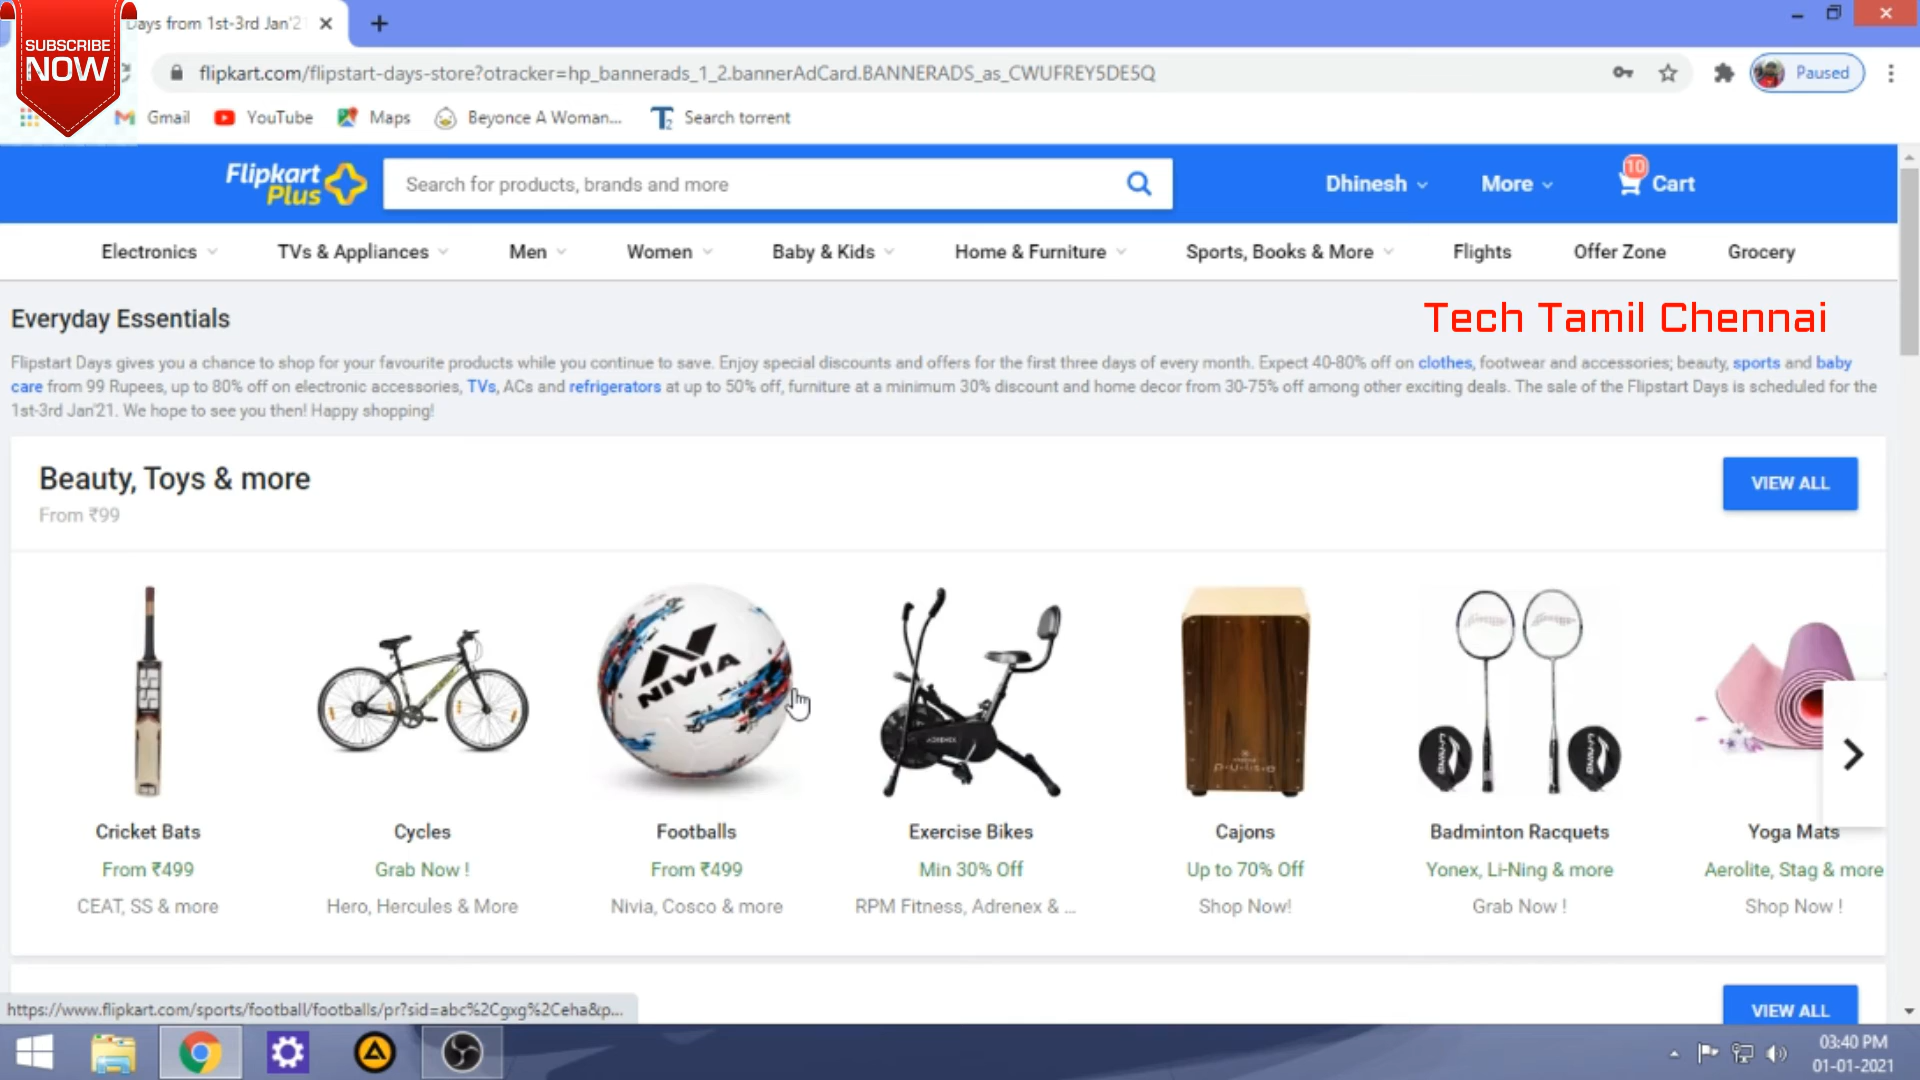 SUBSCRIBE
NOW
Days from 1st-3rd Jan'2
flipkart.com/flipstart-days-store?otracker=hp_bannerads_1_2.bannerAdCard.BANNERADS_as_CWUFREY5DE5Q
Paused
Gmail
YouTube
Maps
Beyonce A Woman...
Search torrent
Flipkart
Plus
Search for products, brands and more
Dhinesh
More
10
Cart
Electronics
TVs & Appliances
Men
Women
Baby & Kids
Home & Furniture
Sports, Books & More
Flights
Offer Zone
Grocery
Everyday Essentials
Tech Tamil Chennai
Flipstart Days gives you a chance to shop for your favourite products while you continue to save. Enjoy special discounts and offers for the first three days of every month. Expect 40-80% off on clothes, footwear and accessories; beauty, sports and baby
care from 99 Rupees, up to 80% off on electronic accessories, TVs, ACs and refrigerators at up to 50% off, furniture at a minimum 30% discount and home decor from 30-75% off among other exciting deals. The sale of the Flipstart Days is scheduled for the
1st-3rd Jan'21. We hope to see you then! Happy shopping!
Beauty, Toys & more
From ₹99
VIEW ALL
NIVIA
Cricket Bats
Cycles
Footballs
Exercise Bikes
Cajons
Badminton Racquets
Yoga Mats
From ₹499
Grab Now !
From ₹499
Min 30% Off
Up to 70% Off
Yonex, Li-Ning & more
Aerolite, Stag & more
CEAT, SS & more
Hero, Hercules & More
Nivia, Cosco & more
RPM Fitness, Adrenex & ...
Shop Now!
Grab Now !
Shop Now !
VIEW ALL
https://www.flipkart.com/sports/football/footballs/pr?sid=abc%2Cgxg%2Ceha&p...
03:40 PM
01-01-2021